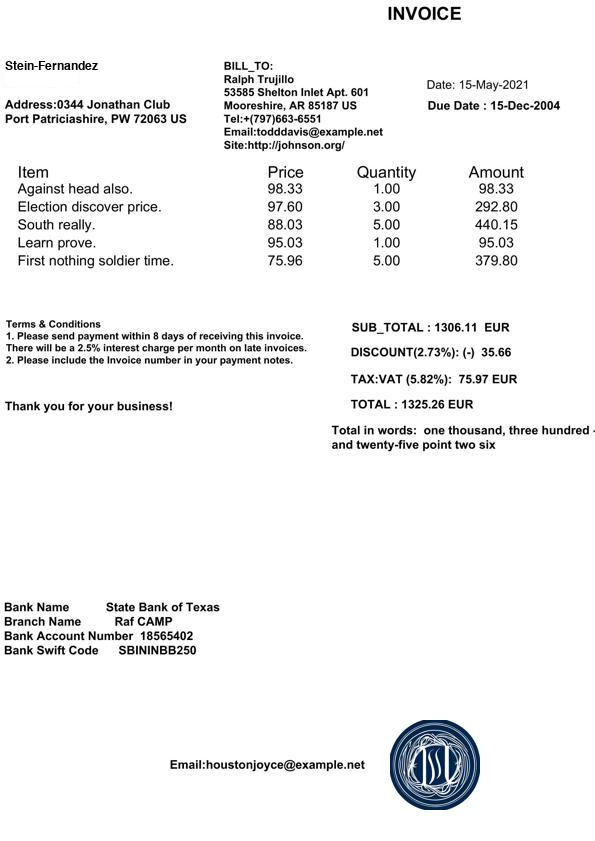 INVOICE
Stein-Fernandez
Address:0344 Jonathan Club
Port Patriciashire, PW 72063 US
BILL_TO:
Ralph Trujillo
53585 Shelton Inlet Apt. 601
Mooreshire, AR 85187 US
Tel:+(797)663-6551
Email:todddavis@example.net
Site:http://johnson.org/
Date: 15-May-2021
Due Date : 15-Dec-2004
Item Price Quantity Amount
Against head also. 98.33 1.00 98.33
Election discover price. 97.60 3.00 292.80
South really. 88.03 5.00 440.15
Learn prove. 95.03 1.00 95.03
First nothing soldier time. 75.96 5.00 379.80
Terms & Conditions
1. Please send payment within 8 days of receiving this invoice.
There will be a 2.5% interest charge per month on late invoices.
2. Please include the Invoice number in your payment notes.
Thank you for your business!
SUB_TOTAL : 1306.11 EUR
DISCOUNT(2.73%): (-) 35.66
TAX:VAT (5.82%): 75.97 EUR
TOTAL : 1325.26 EUR
Total in words: one thousand, three hundred
and twenty-five point two six
Bank Name State Bank of Texas
Branch Name Raf CAMP
Bank Account Number 18565402
Bank Swift Code SBININBB250
Email:houstonjoyce@example.net